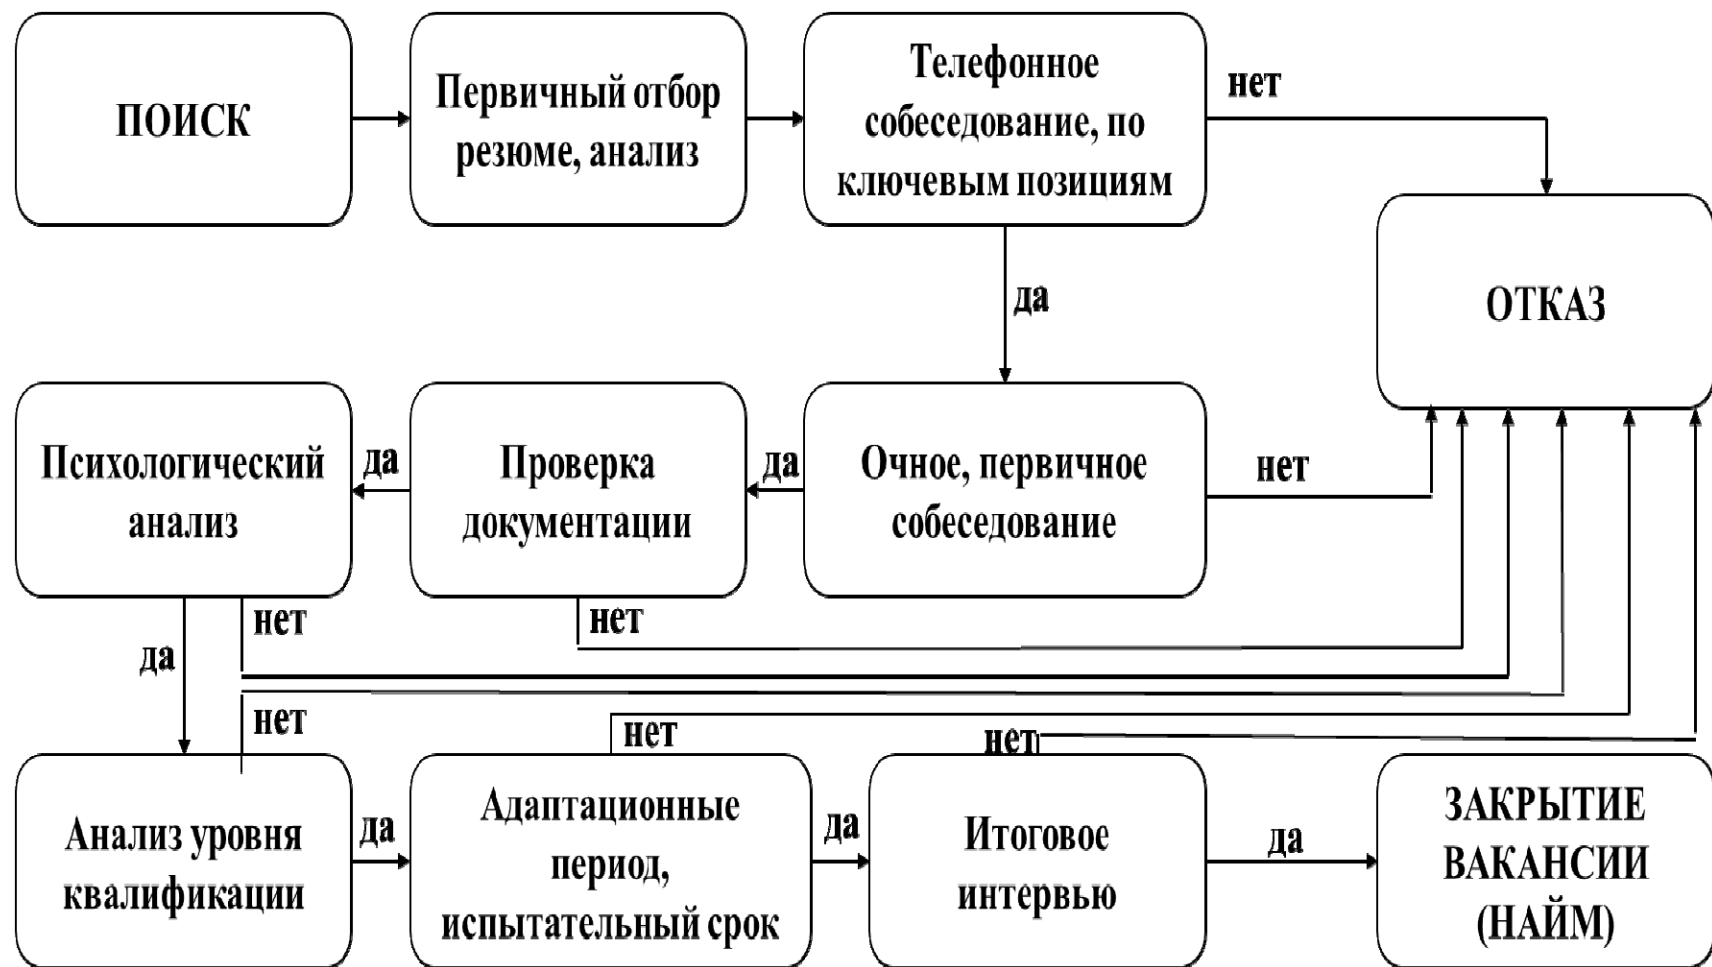 ПОИСК
Первичный отбор
резюме, анализ
Телефонное
собеседование, по
ключевым позициям
нет
ОТКАЗ
да
Психологический
анализ
да
Проверка
документации
да
Очное, первичное
собеседование
нет
нет
нет
да
нет
нет
нет
Анализ уровня
квалификации
да
Адаптационные
период,
испытательный срок
да
Итоговое
интервью
да
ЗАКРЫТИЕ
ВАКАНСИИ
(НАЙМ)